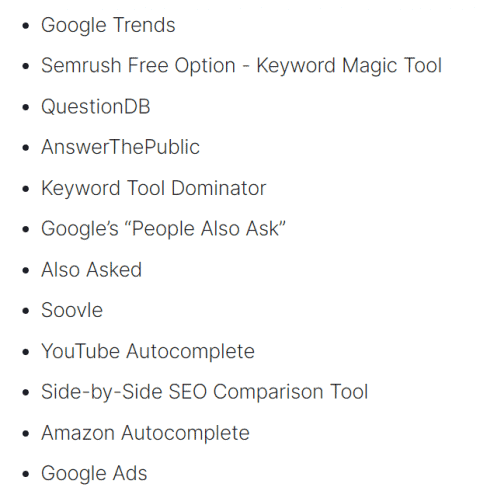 • Google Trends
• Semrush Free Option - Keyword Magic Tool
• QuestionDB
• AnswerThePublic
• Keyword Tool Dominator
• Google’s “People Also Ask”
• Also Asked
• Soovle
• YouTube Autocomplete
• Side-by-Side SEO Comparison Tool
• Amazon Autocomplete
• Google Ads